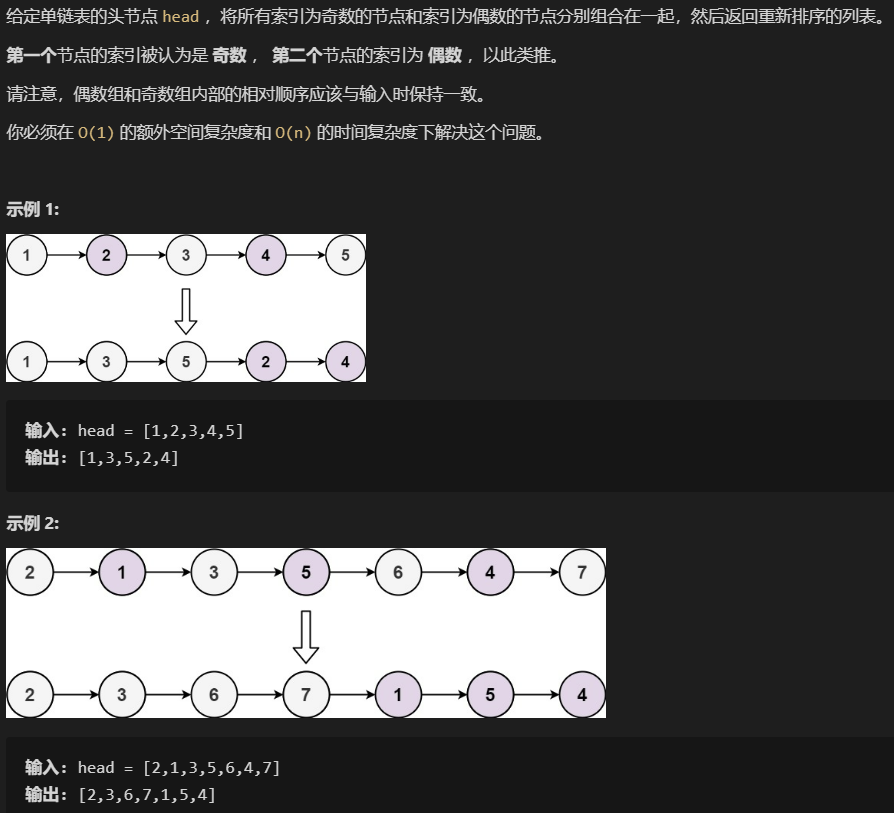 给定单链表的头节点 head ，将所有索引为奇数的节点和索引为偶数的节点分别组合在一起，然后返回重新排序的列表。
第一个节点的索引被认为是 奇数 ， 第二个节点的索引为 偶数 ，以此类推。
请注意，偶数组和奇数组内部的相对顺序应该与输入时保持一致。
你必须在 O(1) 的额外空间复杂度和 O(n) 的时间复杂度下解决这个问题。
示例 1:
1 2 3 4 5
1 3 5 2 4
输入：head = [1,2,3,4,5]
输出：[1,3,5,2,4]
示例 2:
2 1 3 5 6 4 7
2 3 6 7 1 5 4
输入：head = [2,1,3,5,6,4,7]
输出：[2,3,6,7,1,5,4]